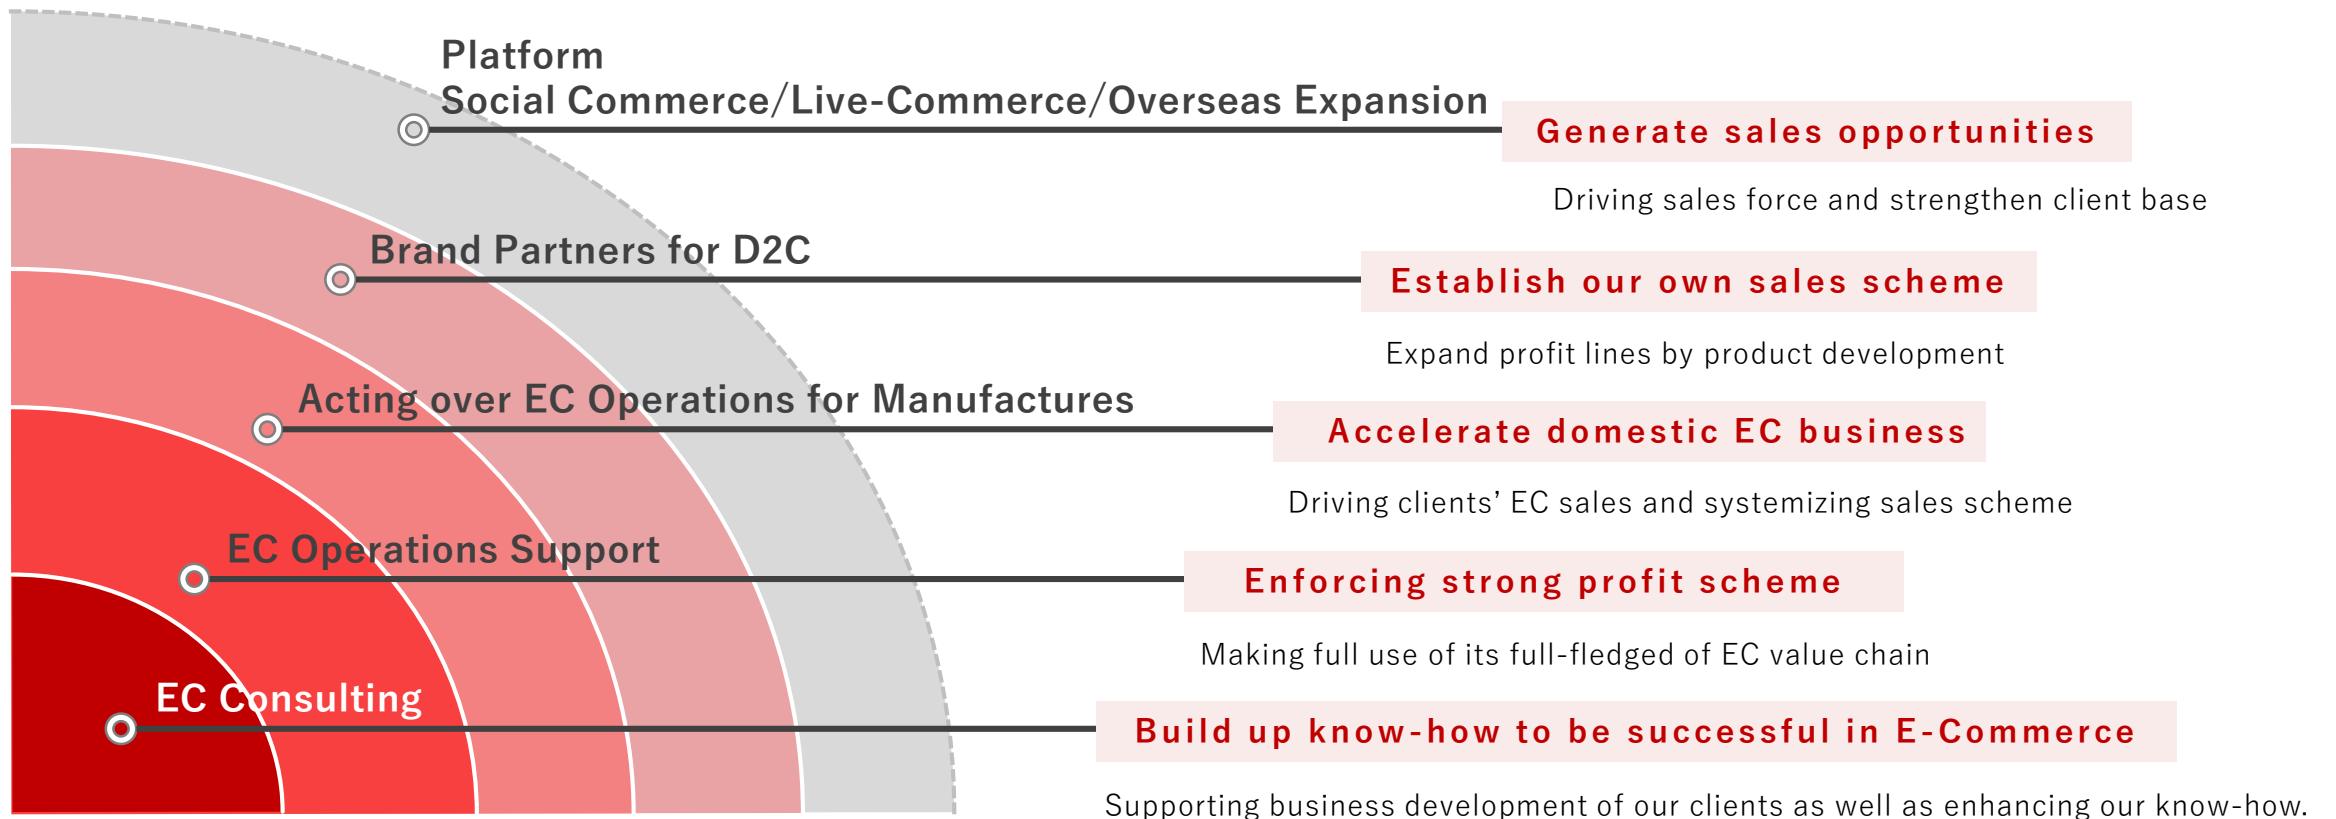 Platform
Social Commerce/Live-Commerce/Overseas Expansion
Generate sales opportunities
Driving sales force and strengthen client base
Brand Partners for D2C
Establish our own sales scheme
Expand profit lines by product development
Acting over EC Operations for Manufactures
Accelerate domestic EC business
Driving clients’ EC sales and systemizing sales scheme
EC Operations Support
Enforcing strong profit scheme
Making full use of its full-fledged of EC value chain
EC Consulting
Build up know-how to be successful in E-Commerce
Supporting business development of our clients as well as enhancing our know-how.